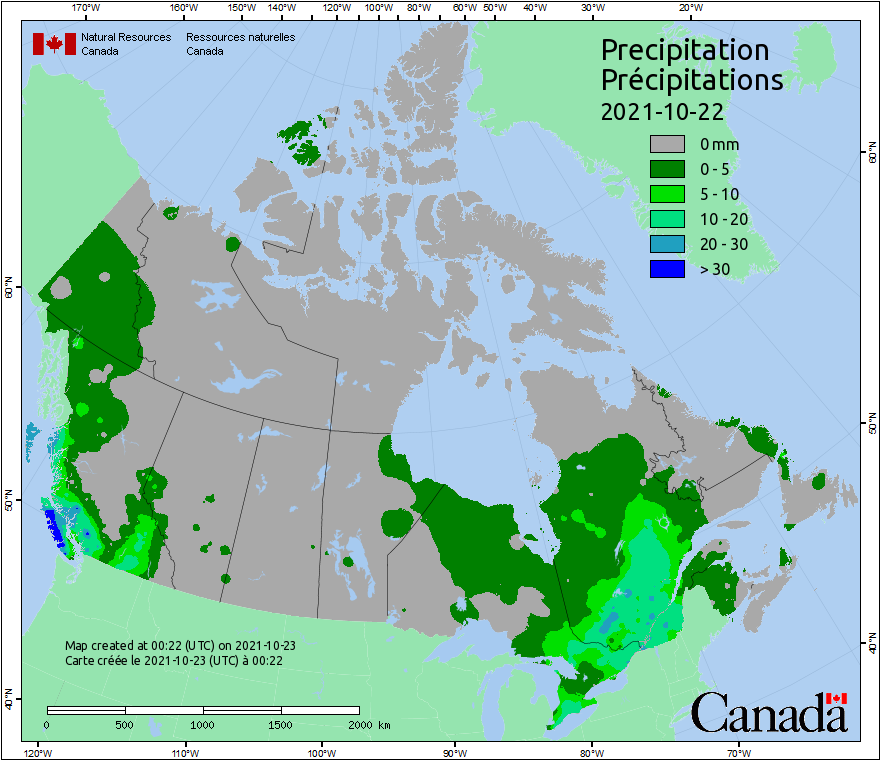 170°W 160°W 150°W 140°W 120°W 100°W 80°W 60°W 50°W 40°W 30°W 20°W
Natural Resources Ressources naturelles
Canada Canada
Precipitation
Précipitations
2021-10-22
0 mm
0 - 5
5 - 10
10 - 20
20 - 30
> 30
60°N 60°N
50°N
50°N
40°N
40°N
Map created at 00:22 (UTC) on 2021-10-23
Carte créée le 2021-10-23 (UTC) à 00:22
0 500 1000 1500 2000 km
Canada
120°W 110°W 100°W 90°W 80°W 70°W